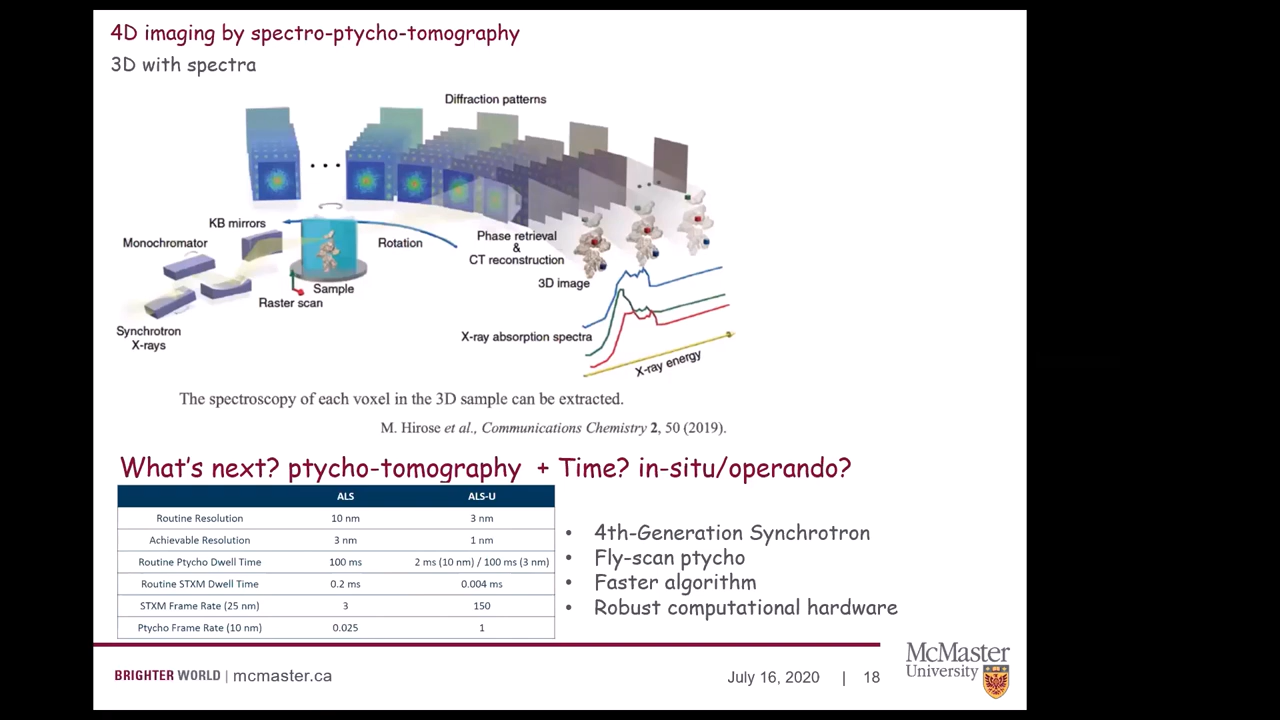 4D imaging by spectro-ptycho-tomography
3D with spectra
Diffraction patterns
KB mirrors
Monochromator
Rotation
Phase retrieval
&
CT reconstruction
3D image
Sample
Raster scan
Synchrotron
X-rays
X-ray absorption spectra
X-ray energy
The spectroscopy of each voxel in the 3D sample can be extracted.
M. Hirose et al., Communications Chemistry 2, 50 (2019).
What's next? ptycho-tomography + Time? in-situ/operando?
ALS ALS-U
Routine Resolution 10 nm 3 nm
Achievable Resolution 3 nm 1 nm
Routine Ptycho Dwell Time 100 ms 2 ms (10 nm) / 100 ms (3 nm)
Routine STXM Dwell Time 0.2 ms 0.004 ms
STXM Frame Rate (25 nm) 3 150
Ptycho Frame Rate (10 nm) 0.025 1
• 4th-Generation Synchrotron
• Fly-scan ptycho
• Faster algorithm
• Robust computational hardware
BRIGHTER WORLD | mcmaster.ca
July 16, 2020 | 18
McMaster
University